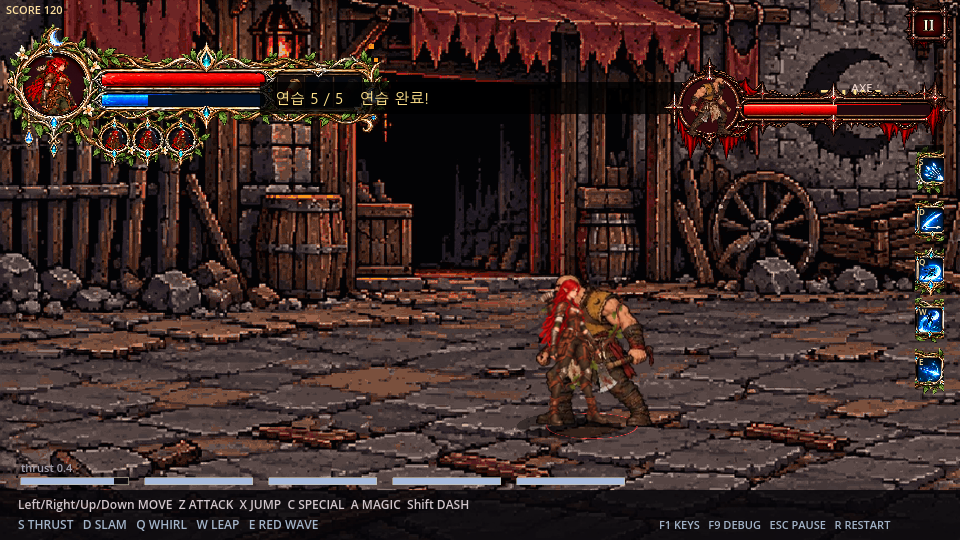 SCORE 120
II
연습 5 / 5 연습 완료!
AXE
D
W
E
thrust 0.4
Left/Right/Up/Down MOVE Z ATTACK X JUMP C SPECIAL A MAGIC Shift DASH
S THRUST D SLAM Q WHIRL W LEAP E RED WAVE
F1 KEYS F9 DEBUG ESC PAUSE R RESTART